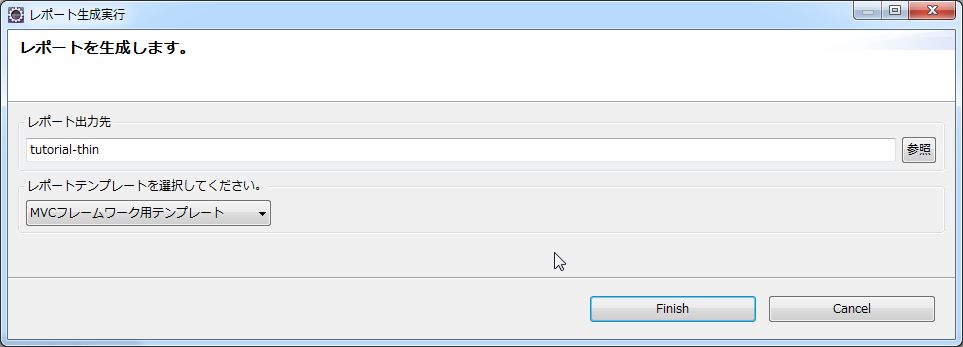 レポート生成実行
レポートを生成します。
レポート出力先
tutorial-thin
参照
レポートテンプレートを選択してください。
MVCフレームワーク用テンプレート
Finish
Cancel